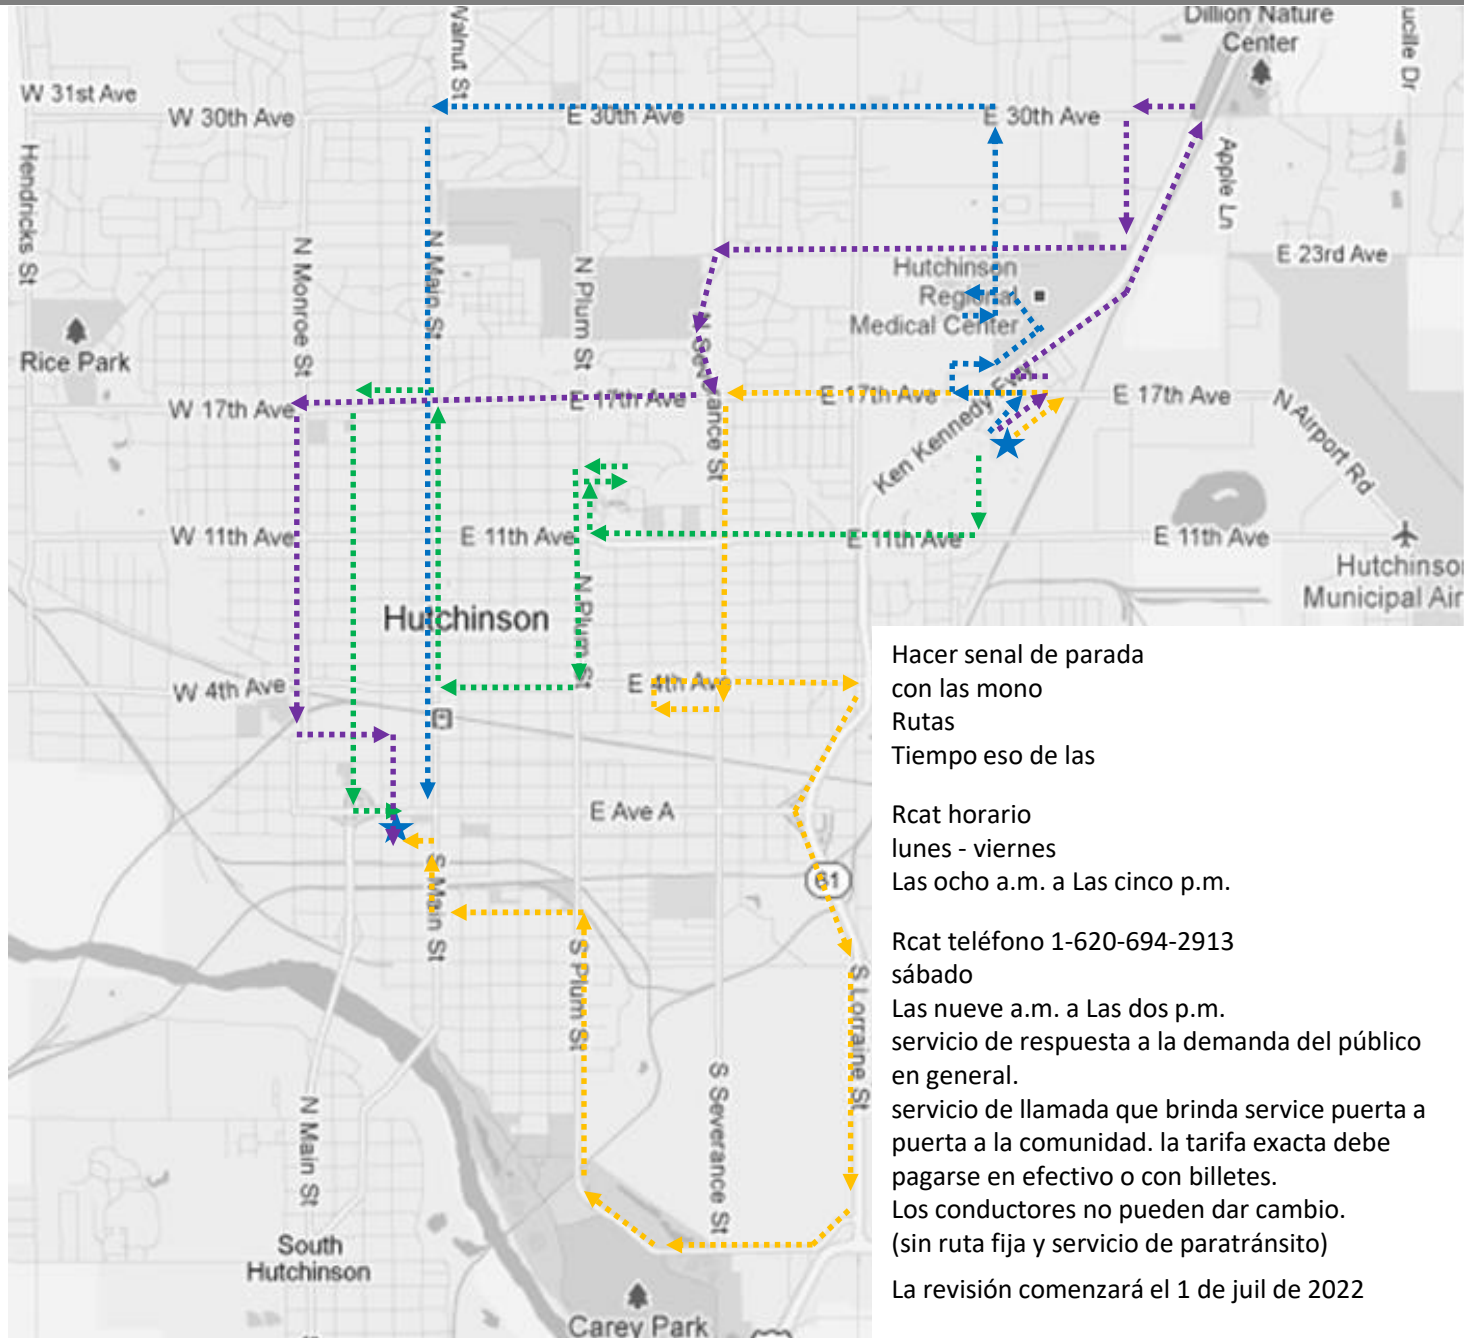 Dillion Nature
Center
Walnut St
ucile Dr
W 31st Ave
W 30th Ave
E 30th Ave
E 30th Ave
Hendricks St
Apple Ln
N Monroe St
N Main St
N Plum St
E 23rd Ave
Hutchinson
Regional
Medical Center
Rice Park
W 17th Ave
E 17th Ave
E 17th Ave
E 17th Ave
N Severance St
Ken Kennedy Fwy
N Airport Rd
W 11th Ave
E 11th Ave
E 11th Ave
E 11th Ave
Hutchinso
Municipal Air
Hutchinson
N Plum St
W 4th Ave
E 4th Ave
E Ave A
61
S Main St
S Plum St
S Lorraine St
S Severance St
N Main St
South
Hutchinson
Carey Park
Hacer senal de parada
con las mono
Rutas
Tiempo eso de las
Rcat horario
lunes - viernes
Las ocho a.m. a Las cinco p.m.
Rcat teléfono 1-620-694-2913
sábado
Las nueve a.m. a Las dos p.m.
servicio de respuesta a la demanda del público
en general.
servicio de llamada que brinda service puerta a
puerta a la comunidad. la tarifa exacta debe
pagarse en efectivo o con billetes.
Los conductores no pueden dar cambio.
(sin ruta fija y servicio de paratránsito)
La revisión comenzará el 1 de juil de 2022